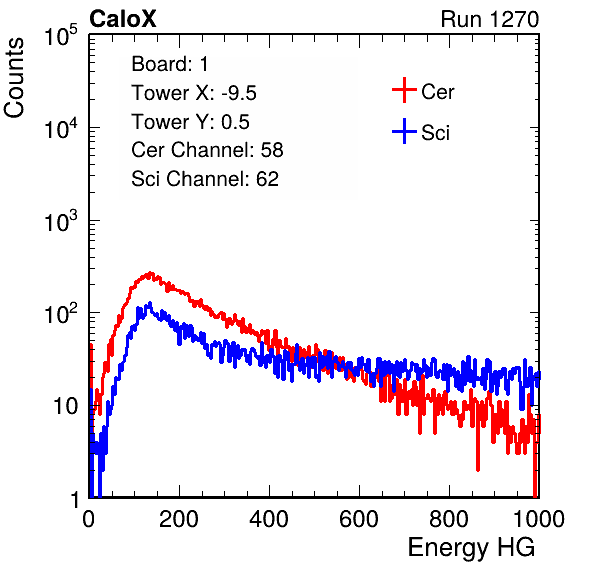 CaloX Run 1270
Counts
10^5
10^4
10^3
10^2
10
1
Board: 1
Tower X: -9.5
Tower Y: 0.5
Cer Channel: 58
Sci Channel: 62
Cer
Sci
0 200 400 600 800 1000
Energy HG